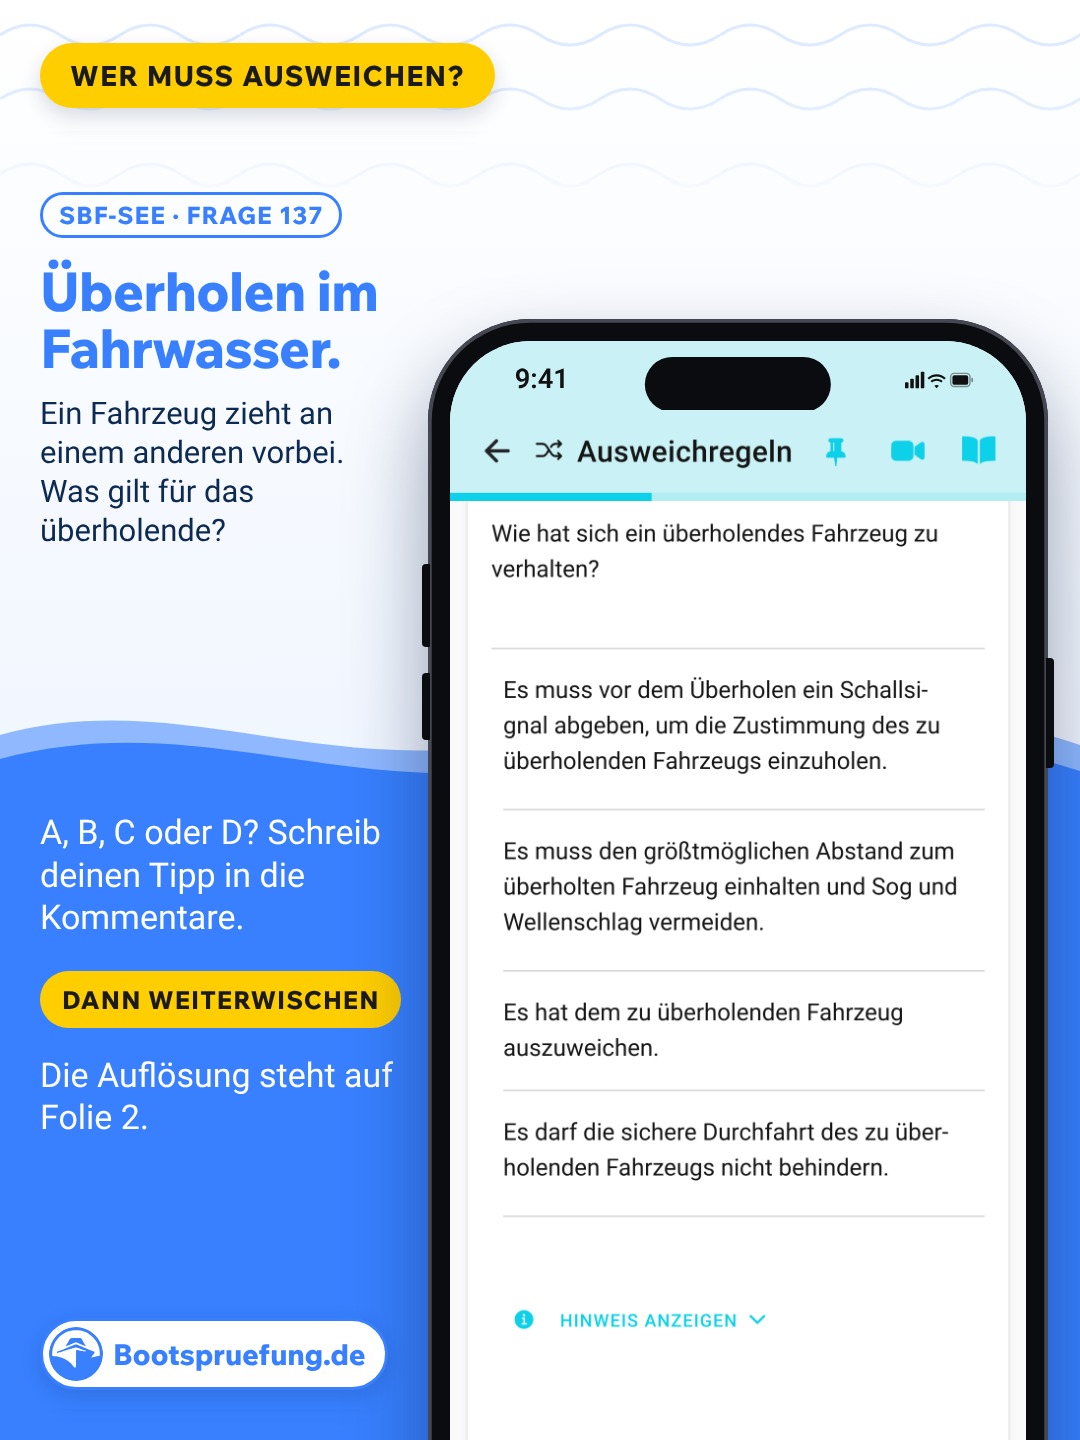 WER MUSS AUSWEICHEN?
SBF-SEE · FRAGE 137
Überholen im
Fahrwasser.
Ein Fahrzeug zieht an
einem anderen vorbei.
Was gilt für das
überholende?
A, B, C oder D? Schreib
deinen Tipp in die
Kommentare.
DANN WEITERWISCHEN
Die Auflösung steht auf
Folie 2.
Bootspruefung.de
9:41
Ausweichregeln
Wie hat sich ein überholendes Fahrzeug zu
verhalten?
Es muss vor dem Überholen ein Schallsi-
gnal abgeben, um die Zustimmung des zu
überholenden Fahrzeugs einzuholen.
Es muss den größtmöglichen Abstand zum
überholten Fahrzeug einhalten und Sog und
Wellenschlag vermeiden.
Es hat dem zu überholenden Fahrzeug
auszuweichen.
Es darf die sichere Durchfahrt des zu über-
holenden Fahrzeugs nicht behindern.
HINWEIS ANZEIGEN